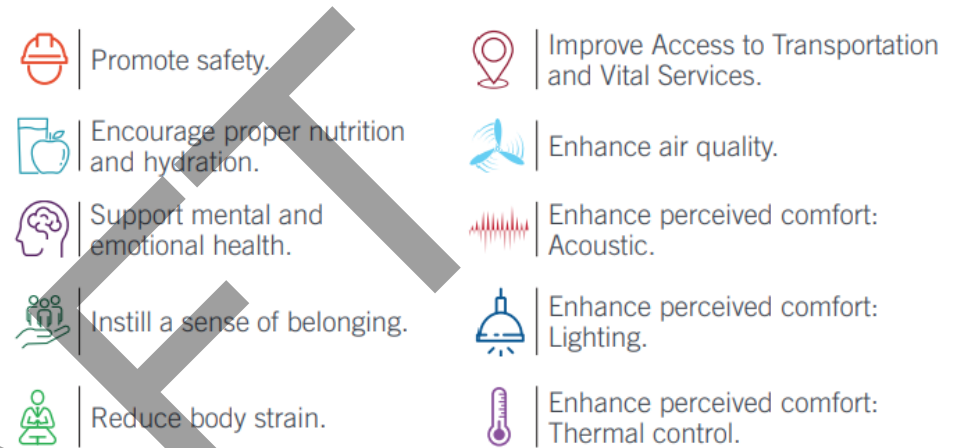 Promote safety.
Encourage proper nutrition
and hydration.
Support mental and
emotional health.
Instill a sense of belonging.
Reduce body strain.
Improve Access to Transportation
and Vital Services.
Enhance air quality.
Enhance perceived comfort:
Acoustic.
Enhance perceived comfort:
Lighting.
Enhance perceived comfort:
Thermal control.
FT